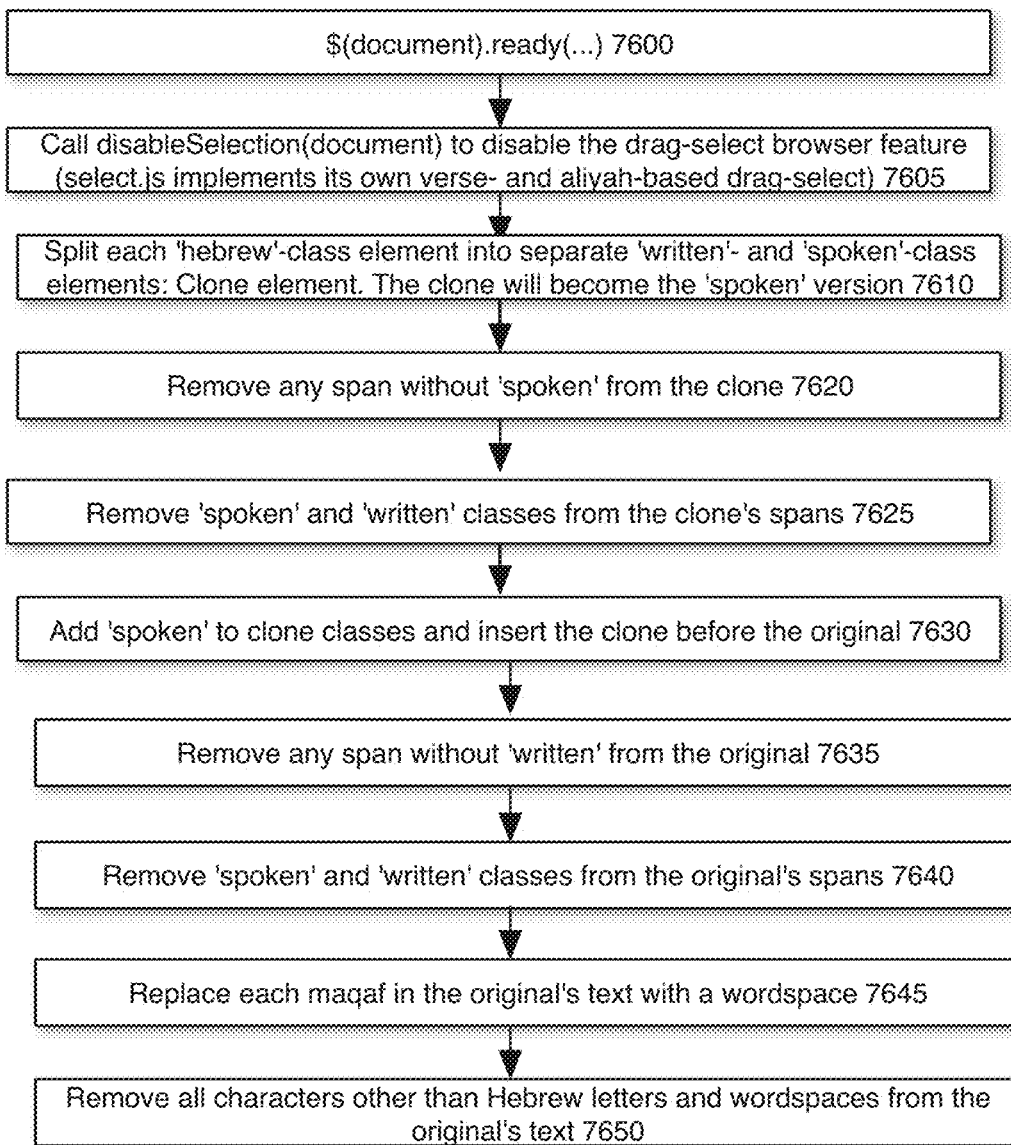 $(document).ready(...) 7600
Call disableSelection(document) to disable the drag-select browser feature
(select.js implements its own verse- and aliyah-based drag-select) 7605
Split each 'hebrew'-class element into separate 'written'- and 'spoken'-class
elements: Clone element. The clone will become the 'spoken' version 7610
Remove any span without 'spoken' from the clone 7620
Remove 'spoken' and 'written' classes from the clone's spans 7625
Add 'spoken' to clone classes and insert the clone before the original 7630
Remove any span without 'written' from the original 7635
Remove 'spoken' and 'written' classes from the original's spans 7640
Replace each maqaf in the original's text with a wordspace 7645
Remove all characters other than Hebrew letters and wordspaces from the
original's text 7650